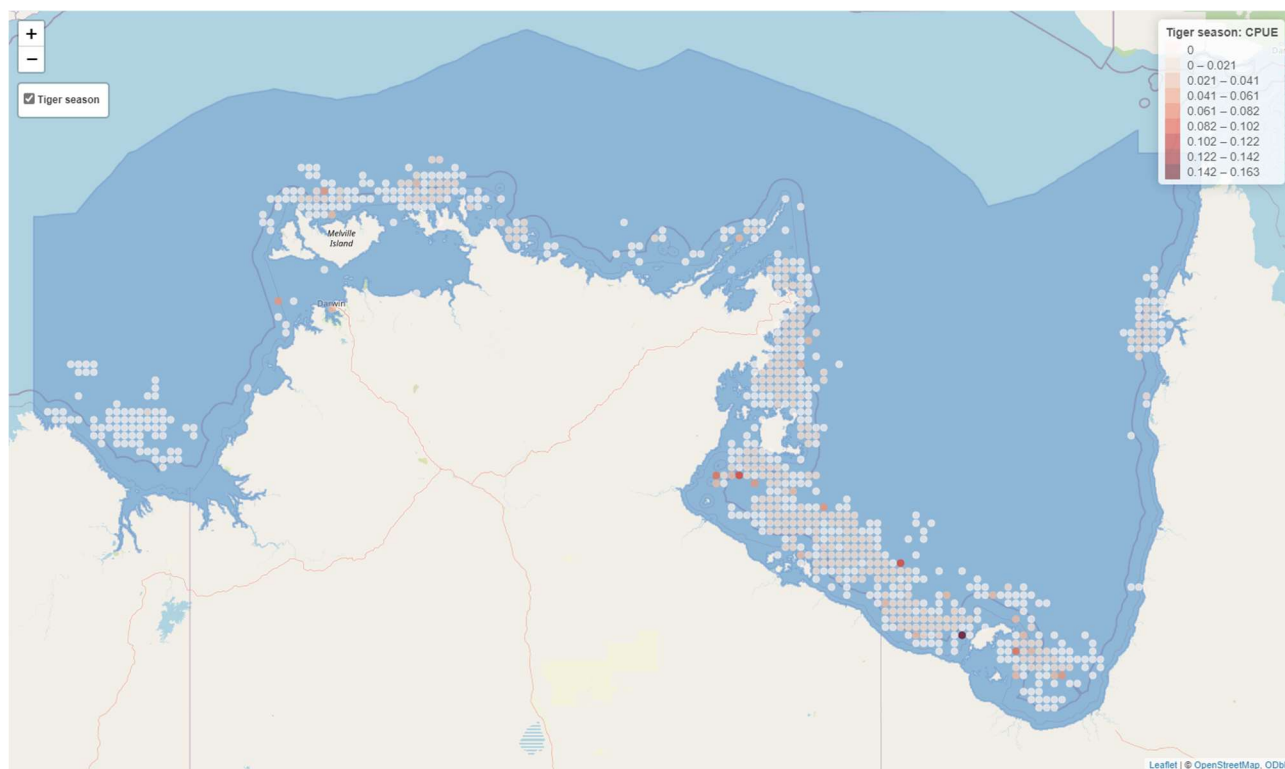 +
−
Tiger season
Tiger season: CPUE
0
0 – 0.021
0.021 – 0.041
0.041 – 0.061
0.061 – 0.082
0.082 – 0.102
0.102 – 0.122
0.122 – 0.142
0.142 – 0.163
Melville
Island
Darwin
Leaflet | © OpenStreetMap, ODbL